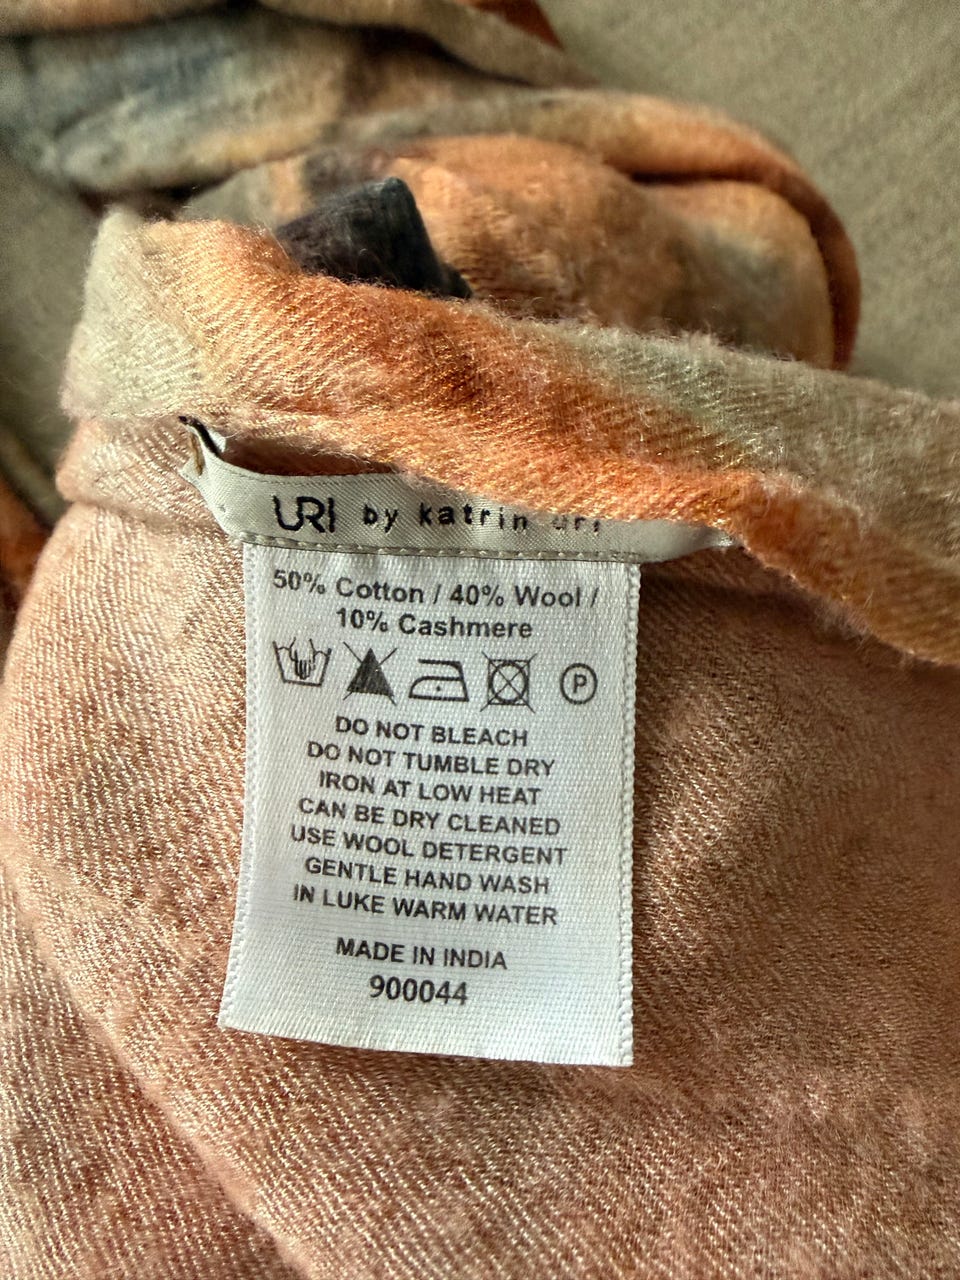 URI by katrin uri
50% Cotton / 40% Wool /
10% Cashmere
P
DO NOT BLEACH
DO NOT TUMBLE DRY
IRON AT LOW HEAT
CAN BE DRY CLEANED
USE WOOL DETERGENT
GENTLE HAND WASH
IN LUKE WARM WATER
MADE IN INDIA
900044